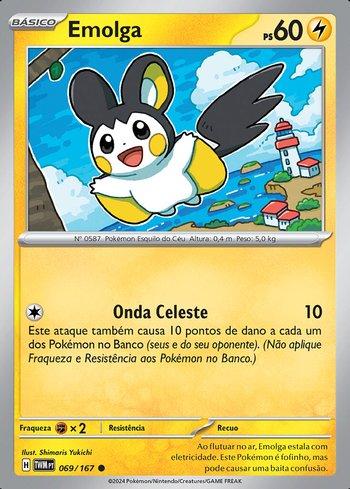 BÁSICO
Emolga
PS 60
Nº 0587. Pokémon Esquilo do Céu. Altura: 0,4 m Peso: 5,0 kg
Onda Celeste 10
Este ataque também causa 10 pontos de dano a cada um
dos Pokémon no Banco (seus e do seu oponente). (Não aplique
Fraqueza e Resistência aos Pokémon no Banco.)
Fraqueza × 2 Resistência Recuo
Ilust. Shimaris Yukichi
H TWM PT 069/167
Ao flutuar no ar, Emolga estala com
eletricidade. Este Pokémon é fofinho, mas
pode causar uma baita confusão.
©2024 Pokémon/Nintendo/Creatures/GAME FREAK